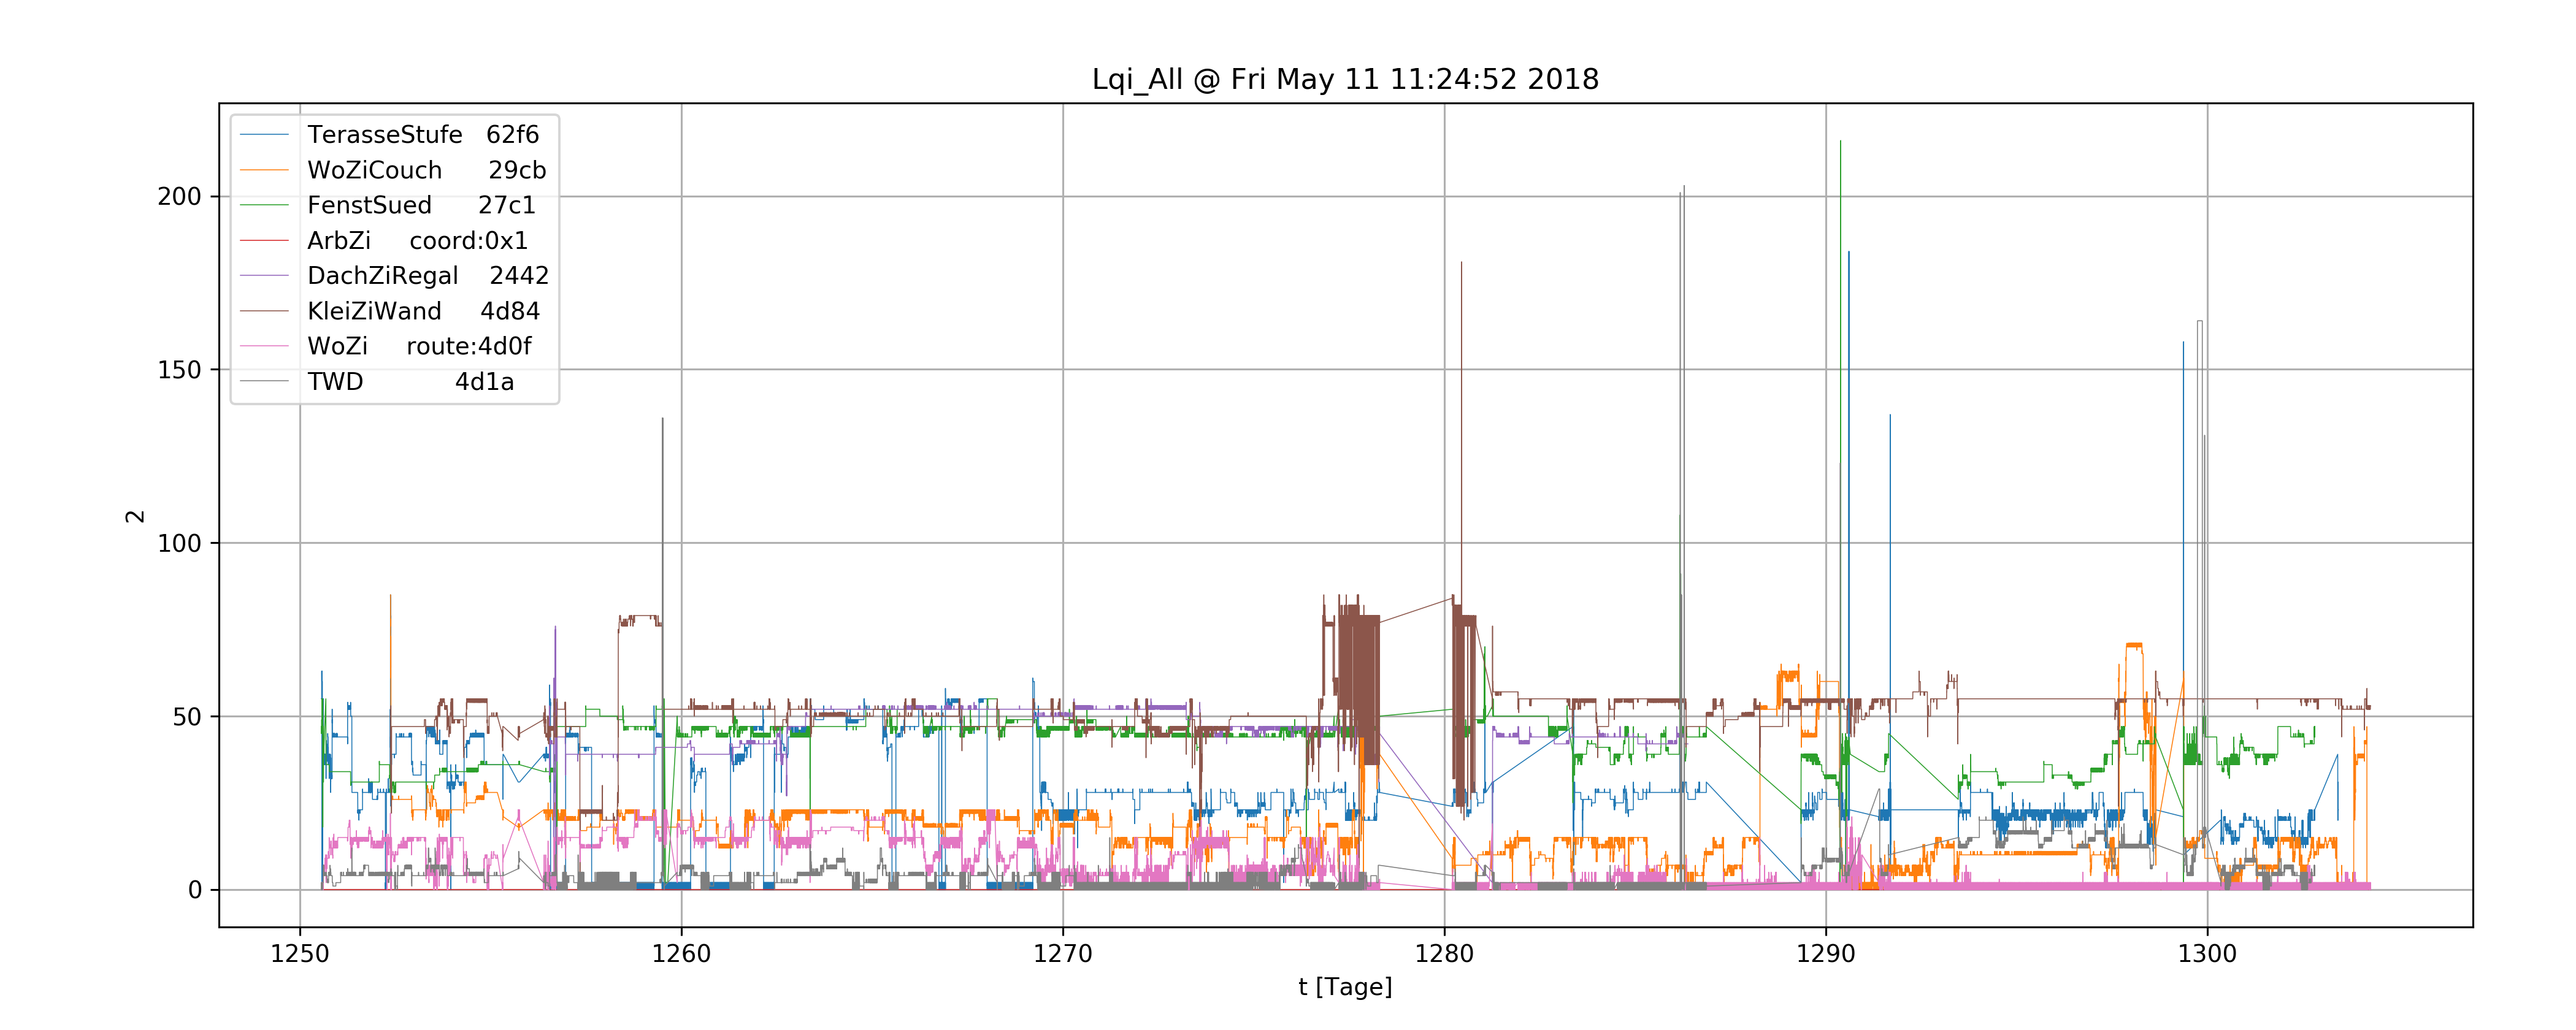 Lqi_All @ Fri May 11 11:24:52 2018
TerasseStufe 62f6
WoZiCouch 29cb
FenstSued 27c1
ArbZi coord:0x1
DachZiRegal 2442
KleiZiWand 4d84
WoZi route:4d0f
TWD 4d1a
200
150
100
50
0
2
1250 1260 1270 1280 1290 1300
t [Tage]